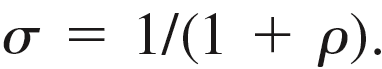 σ = 1/(1 + ρ).